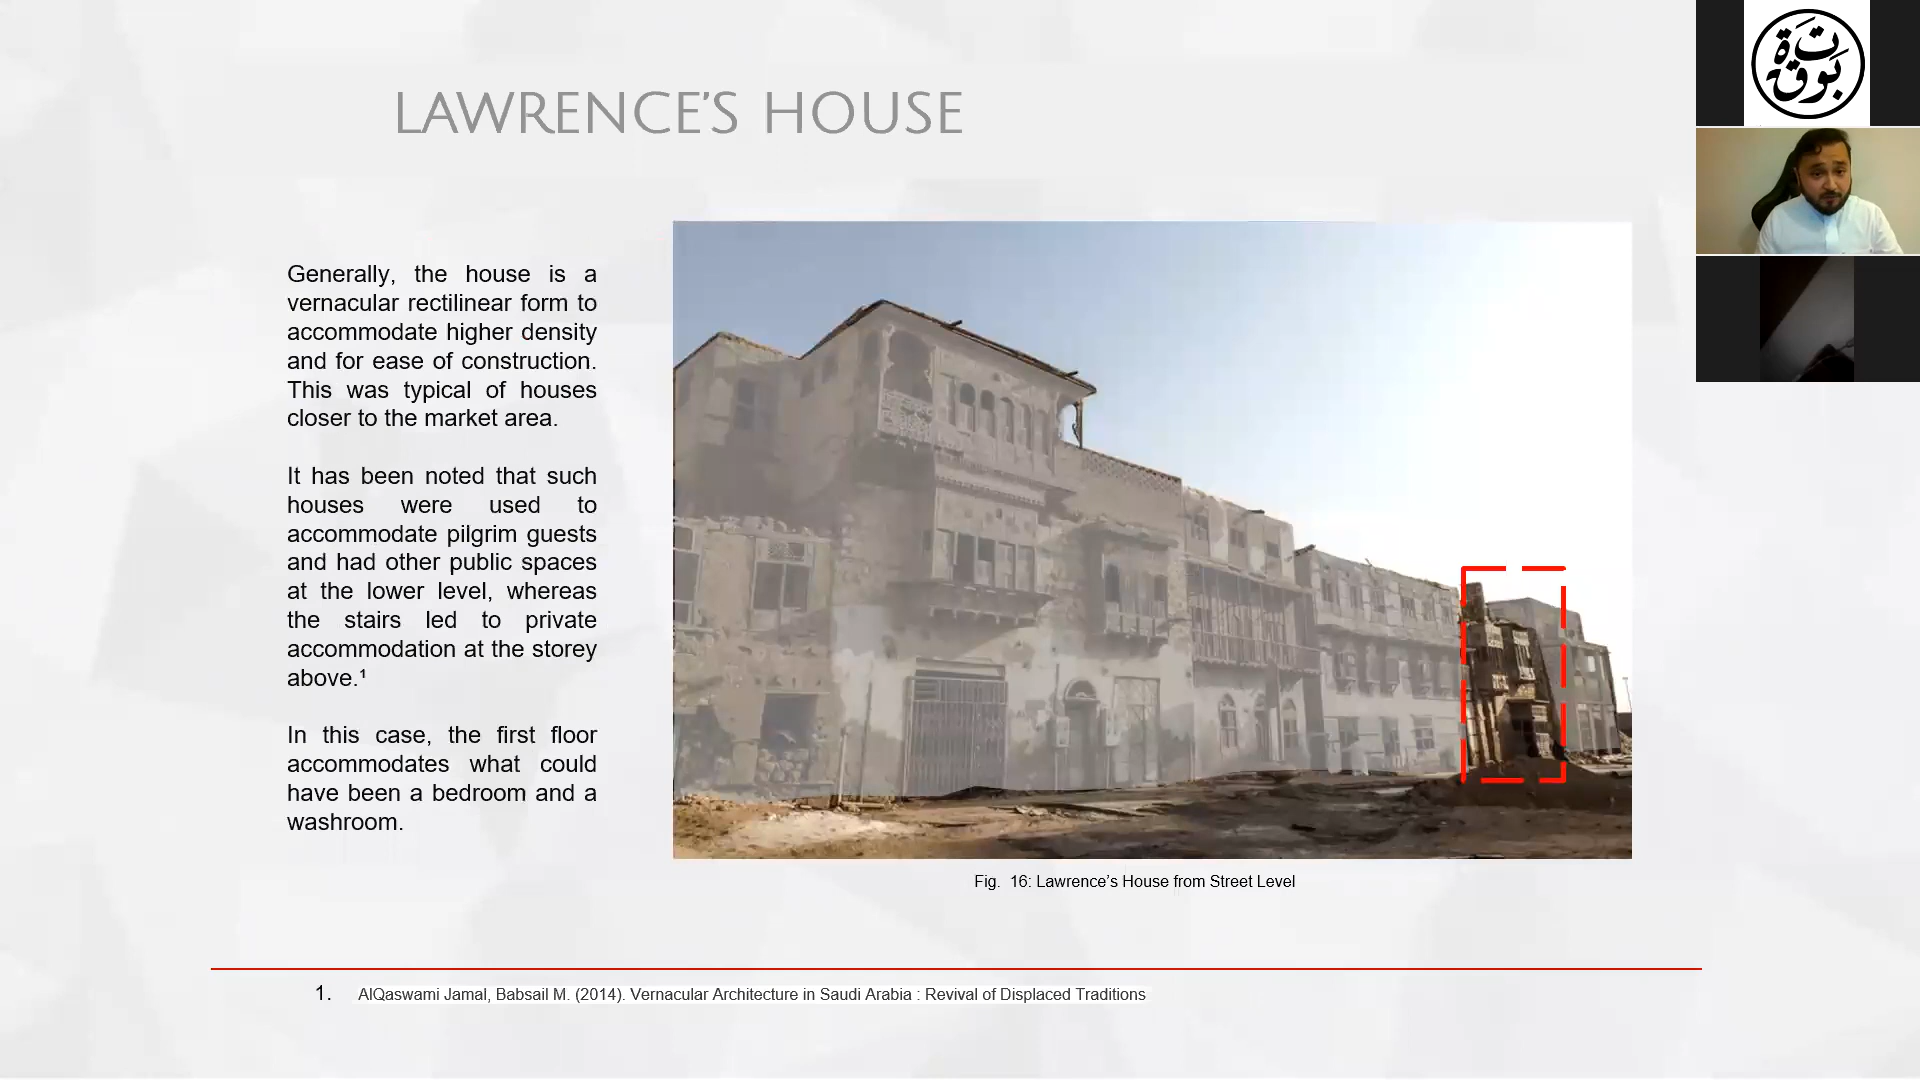 LAWRENCE’S HOUSE
Generally, the house is a
vernacular rectilinear form to
accommodate higher density
and for ease of construction.
This was typical of houses
closer to the market area.
It has been noted that such
houses were used to
accommodate pilgrim guests
and had other public spaces
at the lower level, whereas
the stairs led to private
accommodation at the storey
above.¹
In this case, the first floor
accommodates what could
have been a bedroom and a
washroom.
Fig. 16: Lawrence’s House from Street Level
1. AlQaswami Jamal, Babsail M. (2014). Vernacular Architecture in Saudi Arabia : Revival of Displaced Traditions